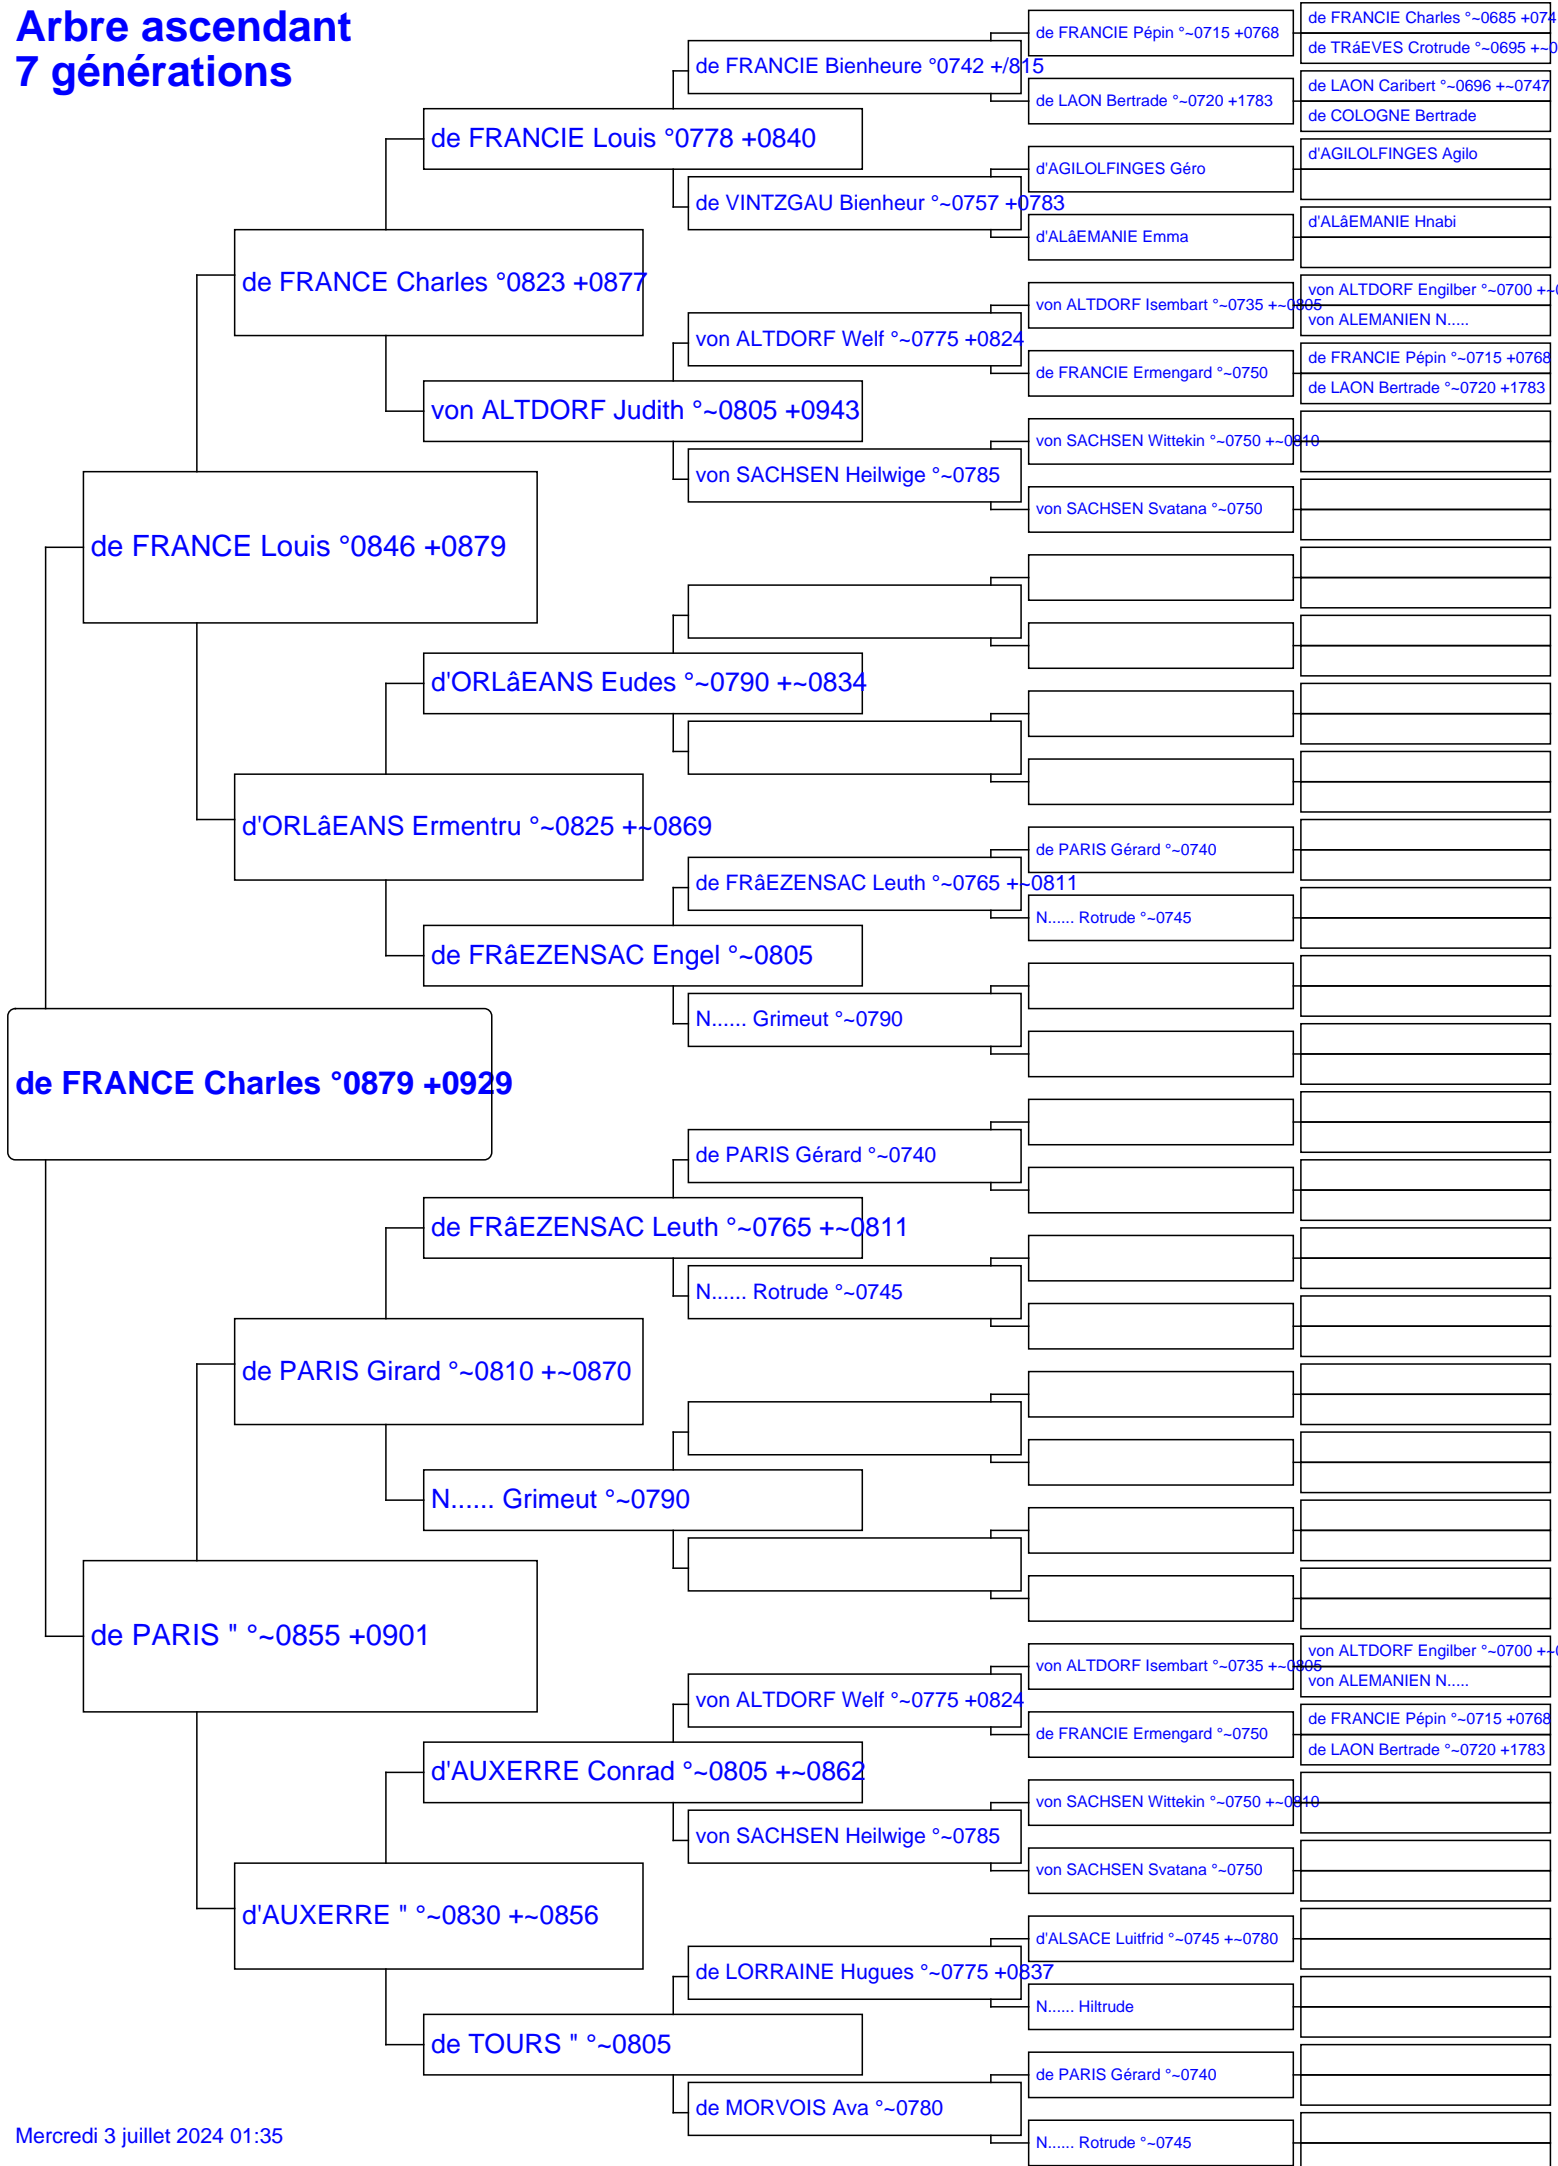 Arbre ascendant
7 générations
de FRANCE Charles °0879 +0929
de FRANCE Louis °0846 +0879
de PARIS " °~0855 +0901
de FRANCE Charles °0823 +0877
d'ORLâEANS Ermentru °~0825 +~0869
de PARIS Girard °~0810 +~0870
d'AUXERRE " °~0830 +~0856
de FRANCIE Louis °0778 +0840
von ALTDORF Judith °~0805 +0943
d'ORLâEANS Eudes °~0790 +~0834
de FRâEZENSAC Engel °~0805
de FRâEZENSAC Leuth °~0765 +~0811
N...... Grimeut °~0790
d'AUXERRE Conrad °~0805 +~0862
de TOURS " °~0805
de FRANCIE Bienheure °0742 +/815
de VINTZGAU Bienheur °~0757 +0783
von ALTDORF Welf °~0775 +0824
von SACHSEN Heilwige °~0785
de FRâEZENSAC Leuth °~0765 +~0811
N...... Grimeut °~0790
de PARIS Gérard °~0740
N...... Rotrude °~0745
von ALTDORF Welf °~0775 +0824
von SACHSEN Heilwige °~0785
de LORRAINE Hugues °~0775 +0837
de MORVOIS Ava °~0780
de FRANCIE Pépin °~0715 +0768
de LAON Bertrade °~0720 +1783
d'AGILOLFINGES Géro
d'ALâEMANIE Emma
von ALTDORF Isembart °~0735 +~0805
de FRANCIE Ermengard °~0750
von SACHSEN Wittekin °~0750 +~0810
von SACHSEN Svatana °~0750
de PARIS Gérard °~0740
N...... Rotrude °~0745
von ALTDORF Isembart °~0735 +~0805
de FRANCIE Ermengard °~0750
von SACHSEN Wittekin °~0750 +~0810
von SACHSEN Svatana °~0750
d'ALSACE Luitfrid °~0745 +~0780
N...... Hiltrude
de PARIS Gérard °~0740
N...... Rotrude °~0745
de FRANCIE Charles °~0685 +074
de TRáEVES Crotrude °~0695 +~0
de LAON Caribert °~0696 +~0747
de COLOGNE Bertrade
d'AGILOLFINGES Agilo
d'ALâEMANIE Hnabi
von ALTDORF Engilber °~0700 +~0
von ALEMANIEN N.....
de FRANCIE Pépin °~0715 +0768
de LAON Bertrade °~0720 +1783
von ALTDORF Engilber °~0700 +~0
von ALEMANIEN N.....
de FRANCIE Pépin °~0715 +0768
de LAON Bertrade °~0720 +1783
Mercredi 3 juillet 2024 01:35